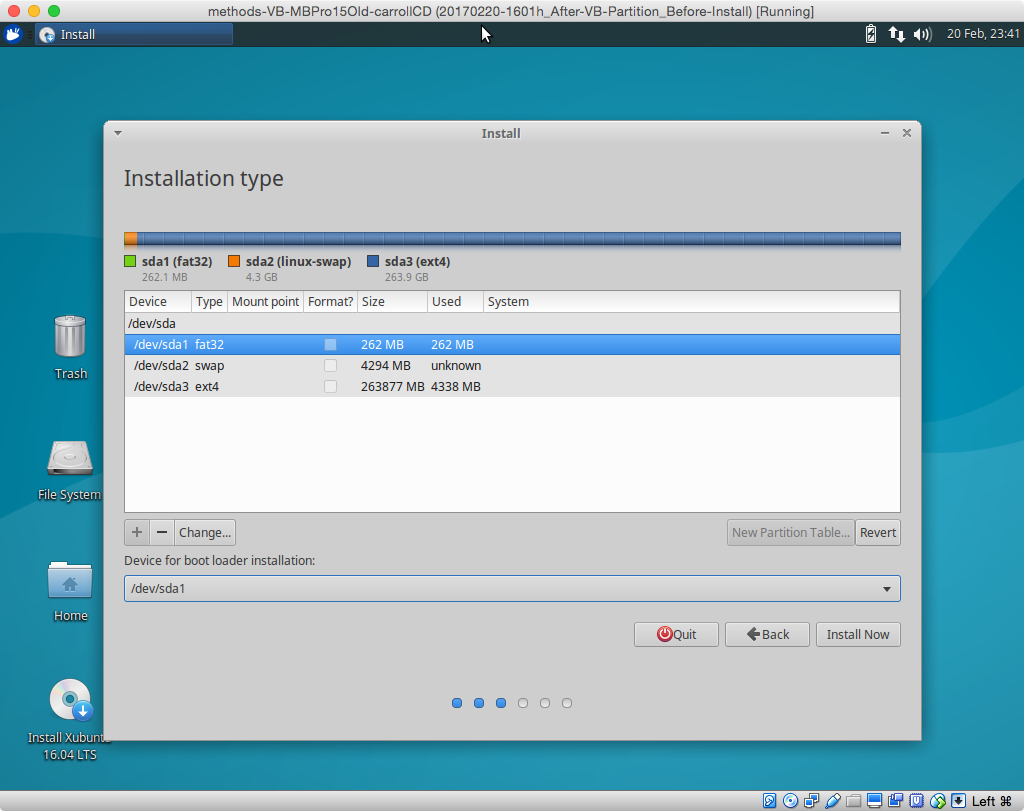 methods-VB-MBPro15Old-carrollCD (20170220-1601h_After-VB-Partition_Before-Install) [Running]
Install
20 Feb, 23:41
Install
Installation type
sda1 (fat32) sda2 (linux-swap) sda3 (ext4)
262.1 MB 4.3 GB 263.9 GB
Device Type Mount point Format? Size Used System
/dev/sda
/dev/sda1 fat32 262 MB 262 MB
/dev/sda2 swap 4294 MB unknown
/dev/sda3 ext4 263877 MB 4338 MB
+ − Change... New Partition Table... Revert
Device for boot loader installation:
/dev/sda1
Quit Back Install Now
Trash
File System
Home
Install Xubuntu
16.04 LTS
Left ⌘